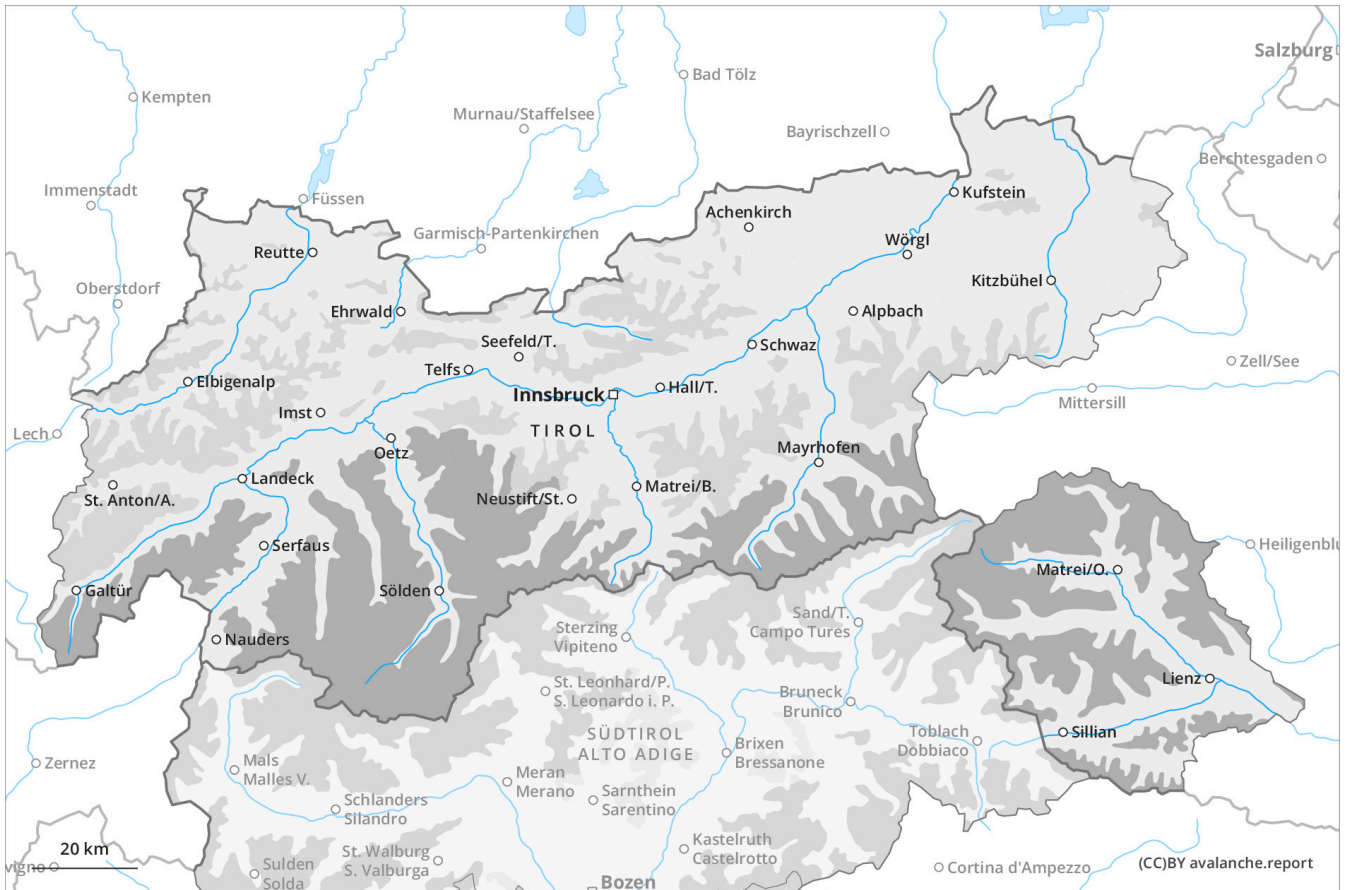 Salzburg
Bad Tölz
Kempten
Murnau/Staffelsee
Bayrischzell
Berchtesgaden
Immenstadt
Füssen
Kufstein
Achenkirch
Garmisch-Partenkirchen
Wörgl
Reutte
Kitzbühel
Oberstdorf
Ehrwald
Alpbach
Seefeld/T.
Schwaz
Zell/See
Telfs
Elbigenalp
Hall/T.
Innsbruck
Mittersill
Imst
TIROL
Lech
Oetz
Mayrhofen
Landeck
Matrei/B.
St. Anton/A.
Neustift/St.
Serfaus
Heiligenblu
Matrei/O.
Galtür
Sölden
Sand/T.
Campo Tures
Nauders
Sterzing
Vipiteno
Lienz
St. Leonhard/P.
S. Leonardo i. P.
Bruneck
Brunico
SÜDTIROL
ALTO ADIGE
Toblach
Dobbiaco
Sillian
Brixen
Bressanone
Zernez
Mals
Malles V.
Meran
Merano
Sarnthein
Sarentino
Schlanders
Silandro
Kastelruth
Castelrotto
20 km
St. Walburg
S. Valburga
vigno
Sulden
Solda
Cortina d'Ampezzo
(CC)BY avalanche.report
Bozen